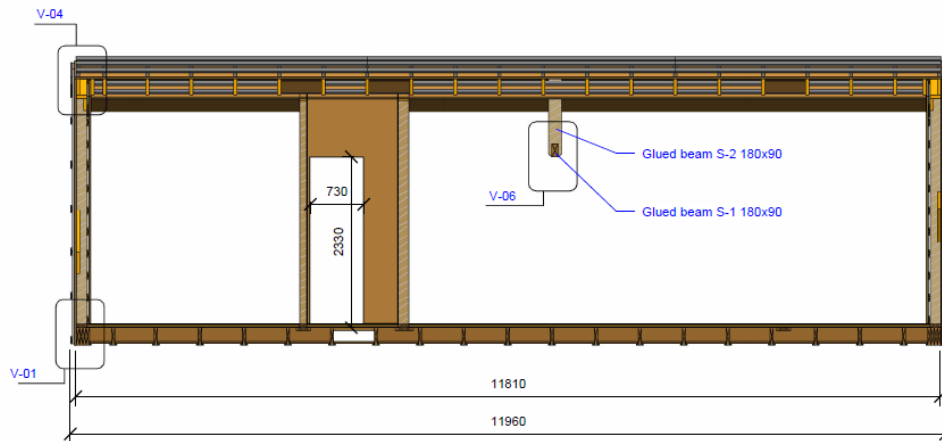 V-04
Glued beam S-2 180x90
730
V-06
Glued beam S-1 180x90
2330
V-01
11810
11960